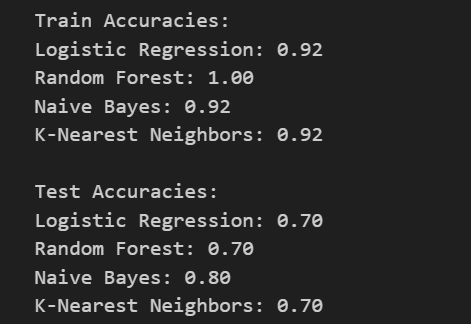 Train Accuracies:
Logistic Regression: 0.92
Random Forest: 1.00
Naive Bayes: 0.92
K-Nearest Neighbors: 0.92
Test Accuracies:
Logistic Regression: 0.70
Random Forest: 0.70
Naive Bayes: 0.80
K-Nearest Neighbors: 0.70